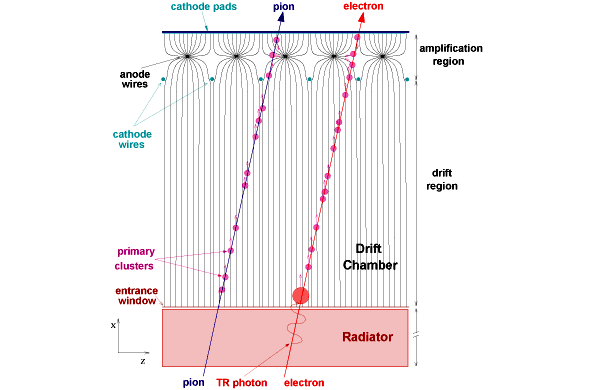 cathode pads
pion
electron
amplification
region
anode
wires
cathode
wires
drift
region
primary
clusters
Drift
Chamber
entrance
window
x
z
Radiator
pion
TR photon
electron